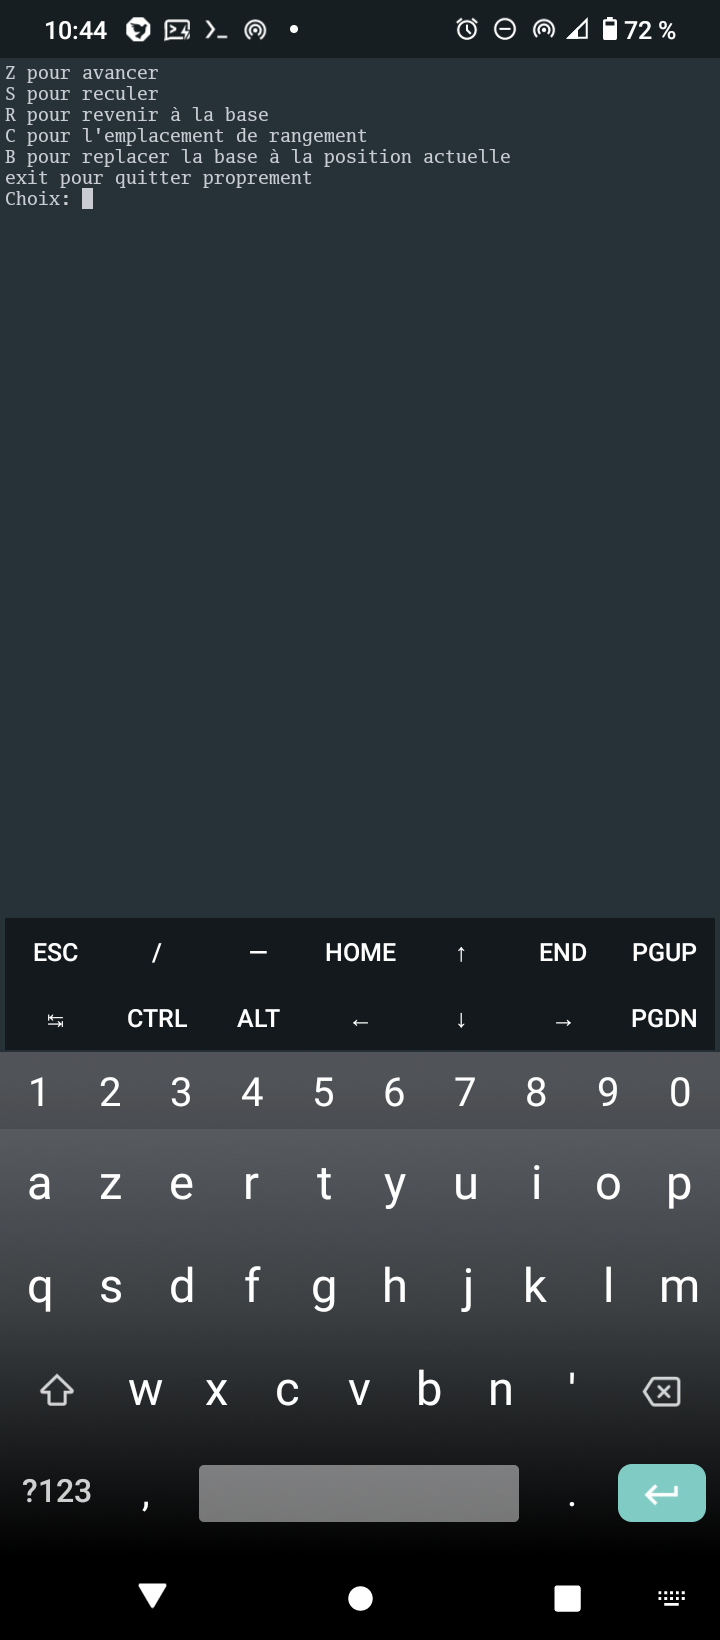 10:44 72 %
Z pour avancer
S pour reculer
R pour revenir à la base
C pour l'emplacement de rangement
B pour replacer la base à la position actuelle
exit pour quitter proprement
Choix:
ESC / — HOME ↑ END PGUP
↹ CTRL ALT ← ↓ → PGDN
1 2 3 4 5 6 7 8 9 0
a z e r t y u i o p
q s d f g h j k l m
w x c v b n '
?123 , .